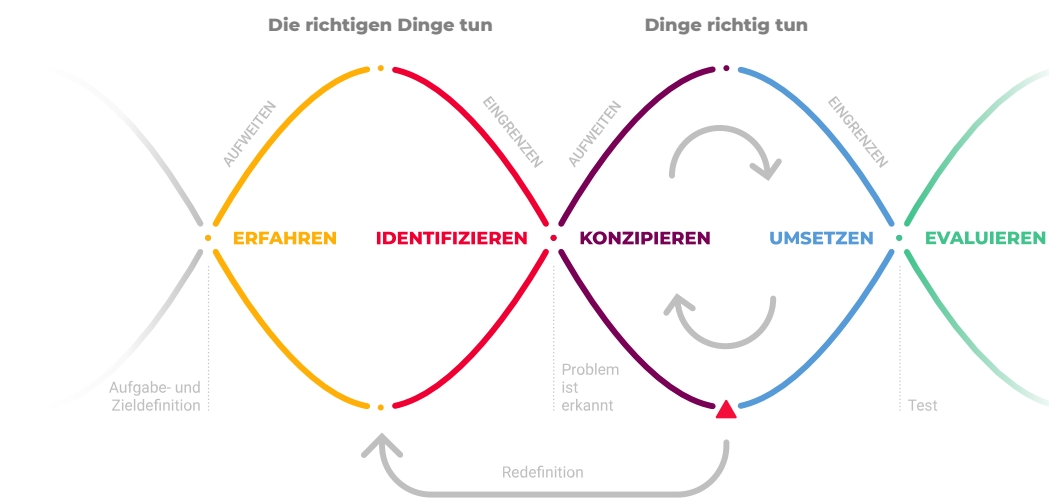 Die richtigen Dinge tun
Dinge richtig tun
AUFWEITEN
EINGRENZEN
AUFWEITEN
EINGRENZEN
ERFAHREN
IDENTIFIZIEREN
KONZIPIEREN
UMSETZEN
EVALUIEREN
Aufgabe- und
Zieldefinition
Problem
ist
erkannt
Test
Redefinition